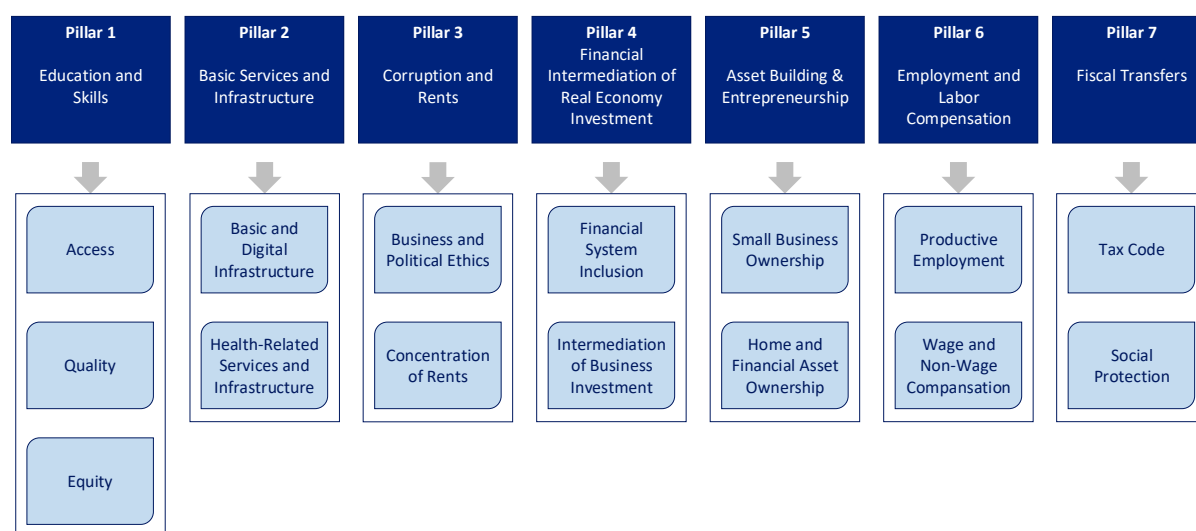 Pillar 1
Education and
Skills
Pillar 2
Basic Services and
Infrastructure
Pillar 3
Corruption and
Rents
Pillar 4
Financial
Intermediation of
Real Economy
Investment
Pillar 5
Asset Building &
Entrepreneurship
Pillar 6
Employment and
Labor
Compensation
Pillar 7
Fiscal Transfers
Access
Quality
Equity
Basic and
Digital
Infrastructure
Health-Related
Services and
Infrastructure
Business and
Political Ethics
Concentration
of Rents
Financial
System
Inclusion
Intermediation
of Business
Investment
Small Business
Ownership
Home and
Financial Asset
Ownership
Productive
Employment
Wage and
Non-Wage
Compansation
Tax Code
Social
Protection